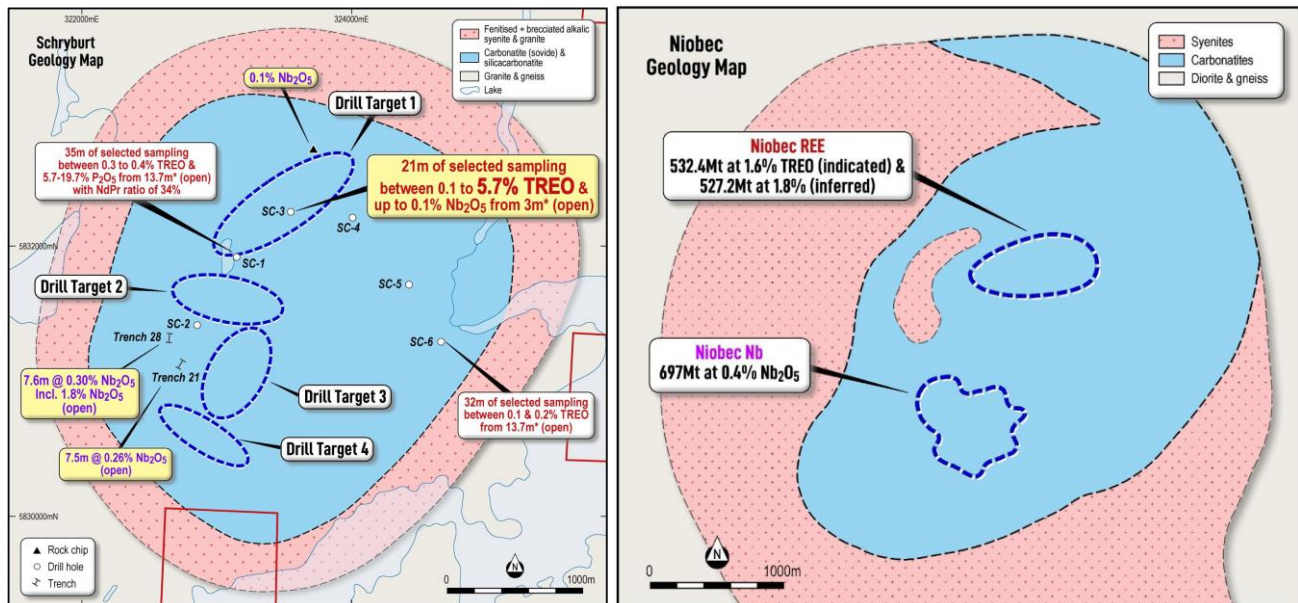 322000mE
324000mE
Schryburt
Geology Map
Fenitised + brecciated alkalic
syenite & granite
Carbonatite (sovide) &
silicacarbonatite
Granite & gneiss
Lake
0.1% Nb₂O₅
Drill Target 1
35m of selected sampling
between 0.3 to 0.4% TREO &
5.7-19.7% P₂O₅ from 13.7m* (open)
with NdPr ratio of 34%
21m of selected sampling
between 0.1 to 5.7% TREO &
up to 0.1% Nb₂O₅ from 3m* (open)
SC-3
SC-4
5832000mN
SC-1
Drill Target 2
SC-5
SC-2
Trench 28
SC-6
Trench 21
7.6m @ 0.30% Nb₂O₅
Incl. 1.8% Nb₂O₅
(open)
Drill Target 3
32m of selected sampling
between 0.1 & 0.2% TREO
from 13.7m* (open)
Drill Target 4
7.5m @ 0.26% Nb₂O₅
(open)
5830000mN
Rock chip
Drill hole
Trench
N
0 1000m
Niobec
Geology Map
Syenites
Carbonatites
Diorite & gneiss
Niobec REE
532.4Mt at 1.6% TREO (indicated) &
527.2Mt at 1.8% (inferred)
Niobec Nb
697Mt at 0.4% Nb₂O₅
N
0 1000m